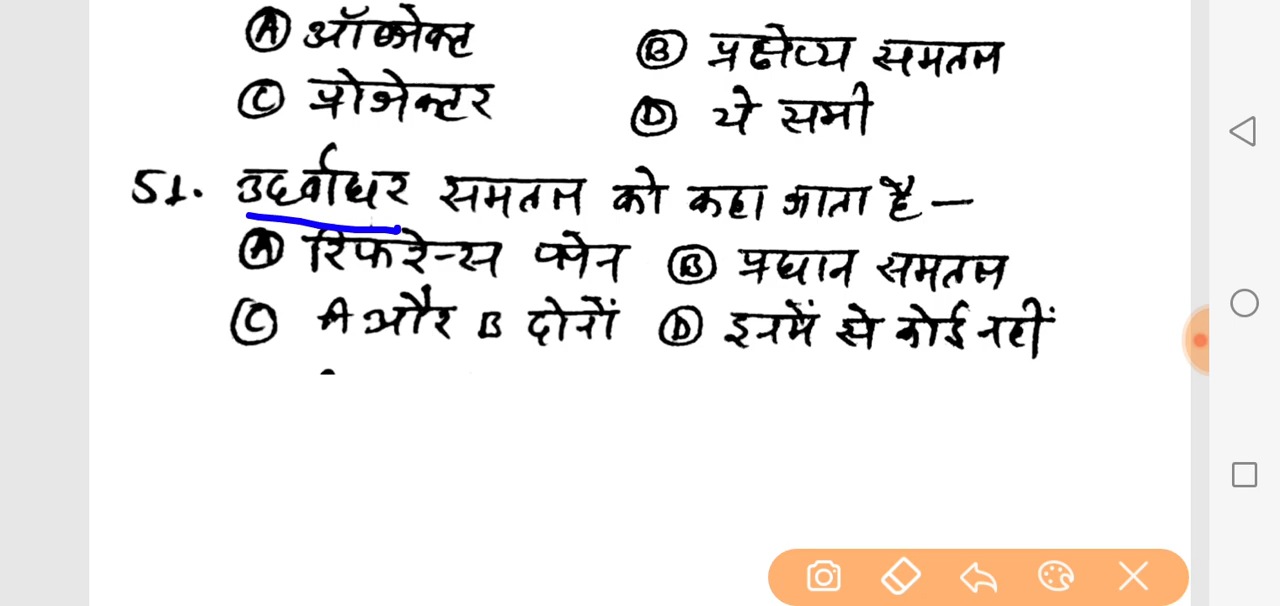 Ⓐ ऑब्जेक्ट Ⓑ प्रक्षेप्य समतल
Ⓒ प्रोजेक्टर Ⓓ ये सभी
51. उर्ध्वाधर समतल को कहा जाता है —
Ⓐ रिफरेन्स प्लेन Ⓑ प्रधान समतल
Ⓒ A और B दोनों Ⓓ इनमें से कोई नहीं